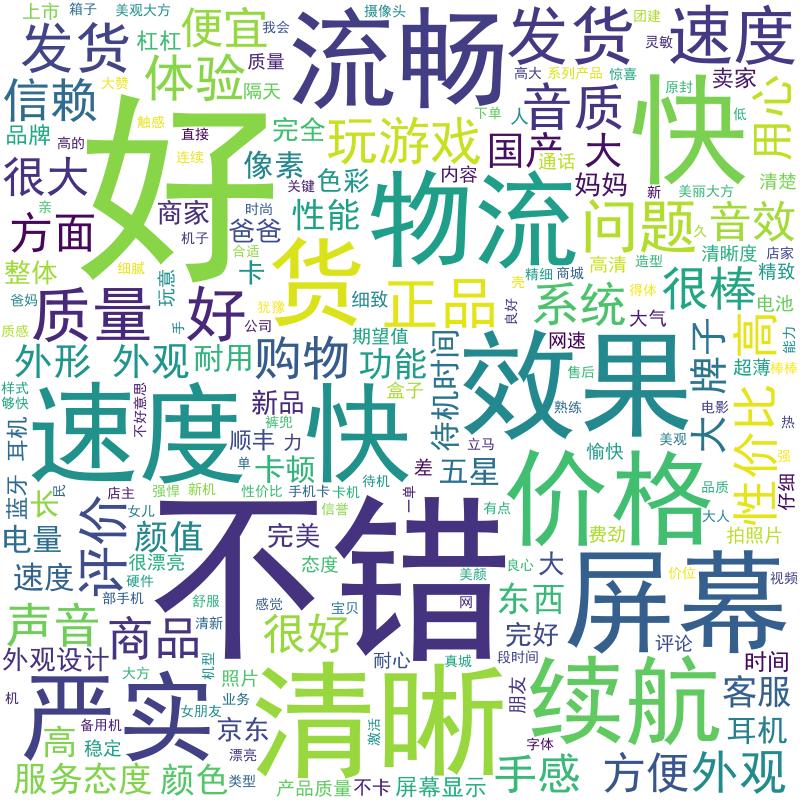 上市
箱子
美观大方
便宜
摄像头
我会
流畅
发货
团建
灵敏
速度
发货
杠杠
体验
质量
隔天
高大
系列产品
惊喜
卖家
信赖
大赞
好
音质
快
原封
用心
品牌
触感
直接
完全
玩游戏
下单
人
低
高的
连续
像素
色彩
国产
大
通话
很大
关键
内容
妈妈
新
美丽大方
清楚
亲
商家
时尚
性能
物流
问题
音效
方面
机子
爸爸
久
合适
清晰度
店家
整体
细腻
玩意
卡
货
精细
商城
高清
造型
很棒
精致
爸妈
手
犹豫
细致
正品
亮
系统
得体
电池
质量
好
公司
良好
大气
高
能力
质感
期望值
网速
牌子
外形
外观
耐用
购物
功能
待机时间
效果
售后
超薄
棒棒
样式
够快
不好意思
速度
快
盒子
新品
裤兜
熟练
电影
大
性价比
热
耳机
顺丰
力
立马
愉快
美观
单
卡顿
差
五星
价格
强
蓝牙
长
民
店主
强悍
新机
性价比
手机卡
卡机
待机
一单
品质
仔细
女儿
不错
信誉
有点
大人
电量
评价
颜值
完美
费劲
拍照片
很漂亮
态度
良心
大
屏幕
速度
硬件
美颜
价位
视频
部手机
舒服
感觉
宝贝
网
东西
声音
商品
清新
很好
完好
评论
外观设计
机型
耐心
真城
段时间
时间
大方
照片
清晰
朋友
续航
客服
机
严实
业务
备用机
女朋友
京东
激活
耳机
高
稳定
漂亮
字体
服务态度
颜色
类型
产品质量
不卡
屏幕显示
手感
方便
外观